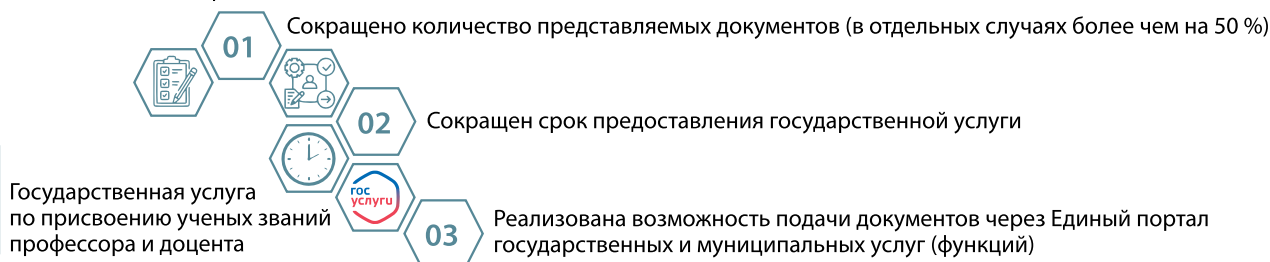 01
Сокращено количество представляемых документов (в отдельных случаях более чем на 50 %)
02
Сокращен срок предоставления государственной услуги
Государственная услуга
по присвоению ученых званий
профессора и доцента
гос
услуги
03
Реализована возможность подачи документов через Единый портал
государственных и муниципальных услуг (функций)